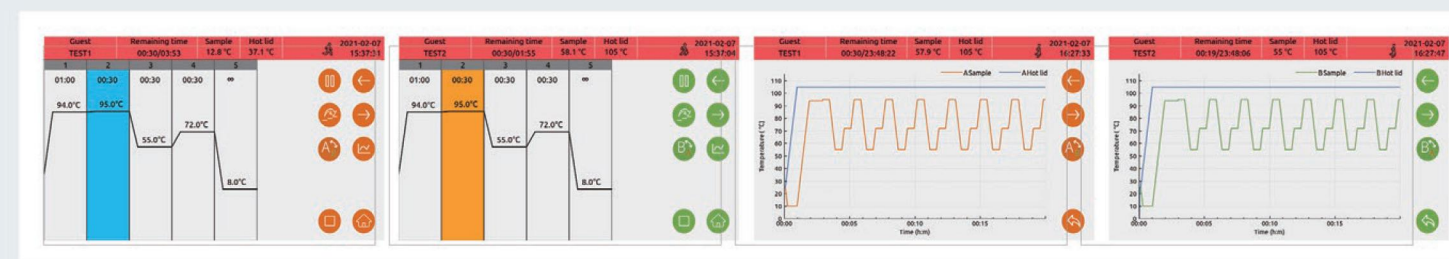 Guest Remaining time Sample Hot lid 2021-02-07
TEST1 00:30/03:53 12.8 °C 37.1 °C 15:37:31
1 2 3 4 5
01:00 00:30 00:30 00:30 ∞
94.0°C 95.0°C
72.0°C
55.0°C
8.0°C
A
Guest Remaining time Sample Hot lid 2021-02-07
TEST2 00:30/01:55 58.1 °C 105 °C 15:37:04
1 2 3 4 5
01:00 00:30 00:30 00:30 ∞
94.0°C 95.0°C
72.0°C
55.0°C
8.0°C
B
Guest Remaining time Sample Hot lid 2021-02-07
TEST1 00:30/23:48:22 57.9 °C 105 °C 16:27:33
A Sample A Hot lid
110
100
90
80
70
60
50
40
30
20
10
0
Temperature (°C)
00:00 00:05 00:10 00:15
Time (h:m)
A
Guest Remaining time Sample Hot lid 2021-02-07
TEST2 00:19/23:48:06 55 °C 105 °C 16:27:47
B Sample B Hot lid
110
100
90
80
70
60
50
40
30
20
10
0
Temperature (°C)
00:00 00:05 00:10 00:15
Time (h:m)
B